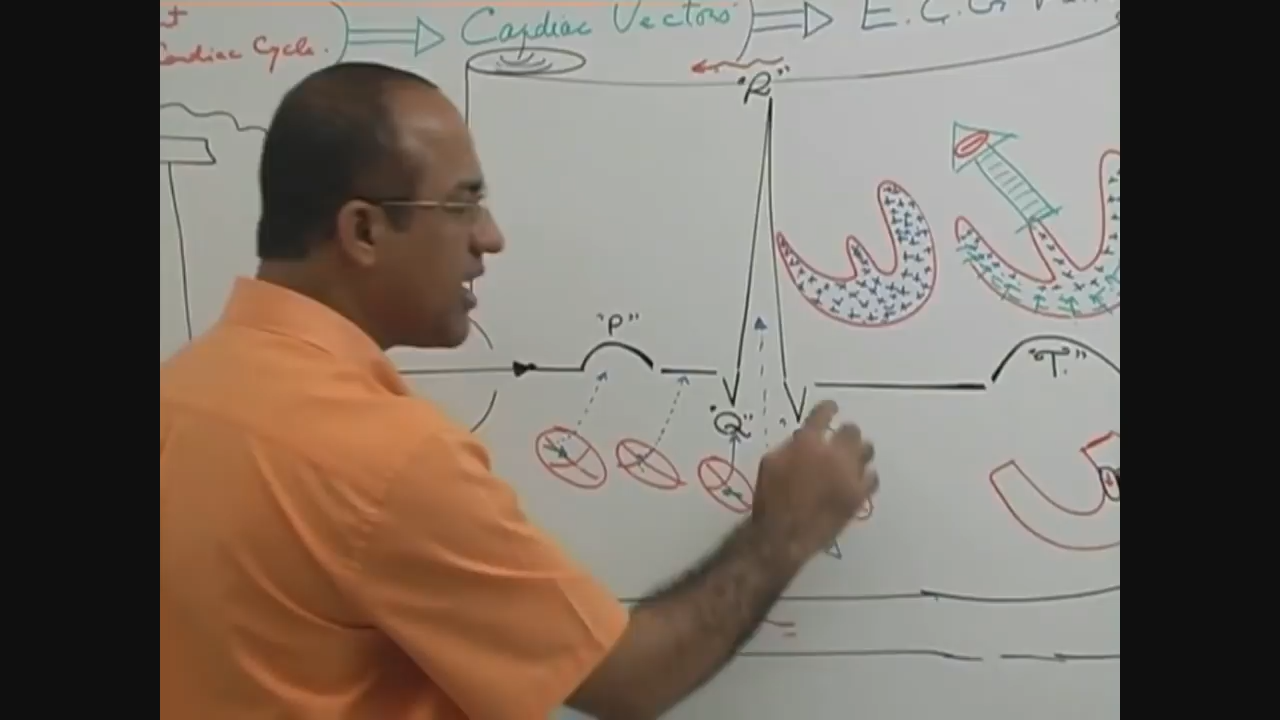 Cardiac Vectors
E. C. G
Cardiac Cycle.
"R"
"P"
"T."
"Q"